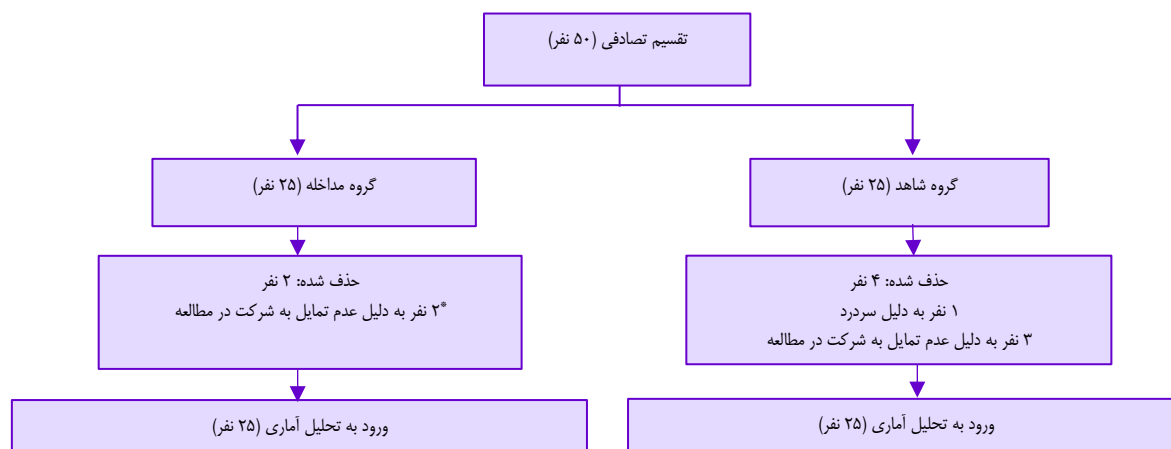 تقسیم تصادفی (۵۰ نفر)
گروه شاهد (۲۵ نفر)
گروه مداخله (۲۵ نفر)
حذف شده: ۴ نفر
۱ نفر به دلیل سردرد
۳ نفر به دلیل عدم تمایل به شرکت در مطالعه
حذف شده: ۲ نفر
*۲ نفر به دلیل عدم تمایل به شرکت در مطالعه
ورود به تحلیل آماری (۲۵ نفر)
ورود به تحلیل آماری (۲۵ نفر)